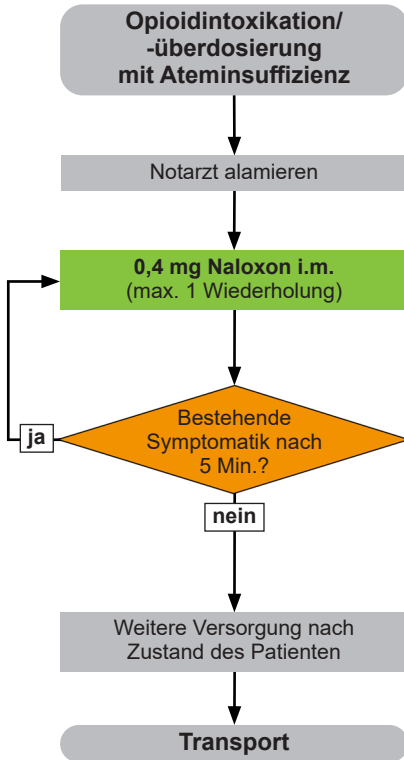 Opioidintoxikation/
-überdosierung
mit Ateminsuffizienz
Notarzt alamieren
0,4 mg Naloxon i.m.
(max. 1 Wiederholung)
Bestehende
Symptomatik nach
5 Min.?
ja
nein
Weitere Versorgung nach
Zustand des Patienten
Transport